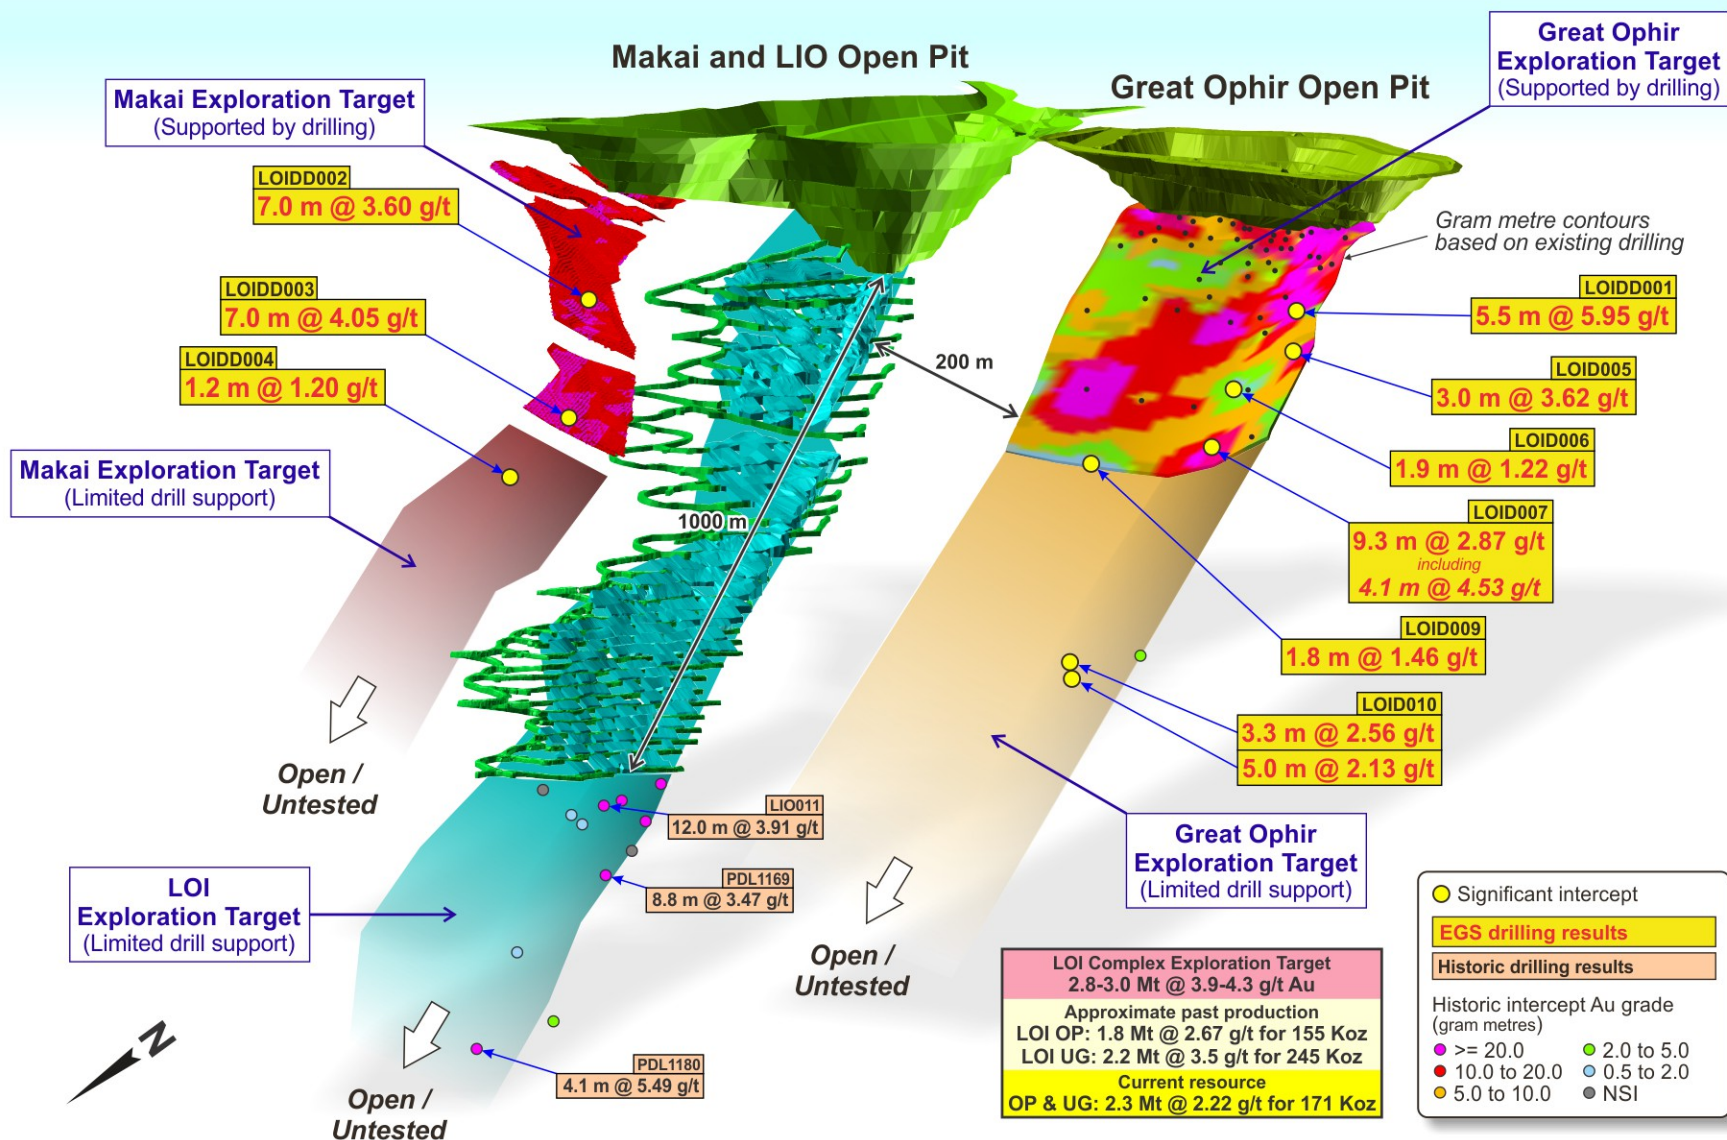 Makai and LIO Open Pit
Great Ophir Open Pit
Great Ophir
Exploration Target
(Supported by drilling)
Makai Exploration Target
(Supported by drilling)
LOIDD002
7.0 m @ 3.60 g/t
LOIDD003
7.0 m @ 4.05 g/t
LOIDD004
1.2 m @ 1.20 g/t
Makai Exploration Target
(Limited drill support)
Open /
Untested
Gram metre contours
based on existing drilling
LOIDD001
5.5 m @ 5.95 g/t
200 m
LOID005
3.0 m @ 3.62 g/t
LOID006
1.9 m @ 1.22 g/t
LOID007
9.3 m @ 2.87 g/t
including
4.1 m @ 4.53 g/t
LOID009
1.8 m @ 1.46 g/t
LOID010
3.3 m @ 2.56 g/t
5.0 m @ 2.13 g/t
1000 m
LIO011
12.0 m @ 3.91 g/t
PDL1169
8.8 m @ 3.47 g/t
LOI
Exploration Target
(Limited drill support)
Great Ophir
Exploration Target
(Limited drill support)
Open /
Untested
PDL1180
4.1 m @ 5.49 g/t
Open /
Untested
N
LOI Complex Exploration Target
2.8-3.0 Mt @ 3.9-4.3 g/t Au
Approximate past production
LOI OP: 1.8 Mt @ 2.67 g/t for 155 Koz
LOI UG: 2.2 Mt @ 3.5 g/t for 245 Koz
Current resource
OP & UG: 2.3 Mt @ 2.22 g/t for 171 Koz
Significant intercept
EGS drilling results
Historic drilling results
Historic intercept Au grade
(gram metres)
>= 20.0
10.0 to 20.0
5.0 to 10.0
2.0 to 5.0
0.5 to 2.0
NSI